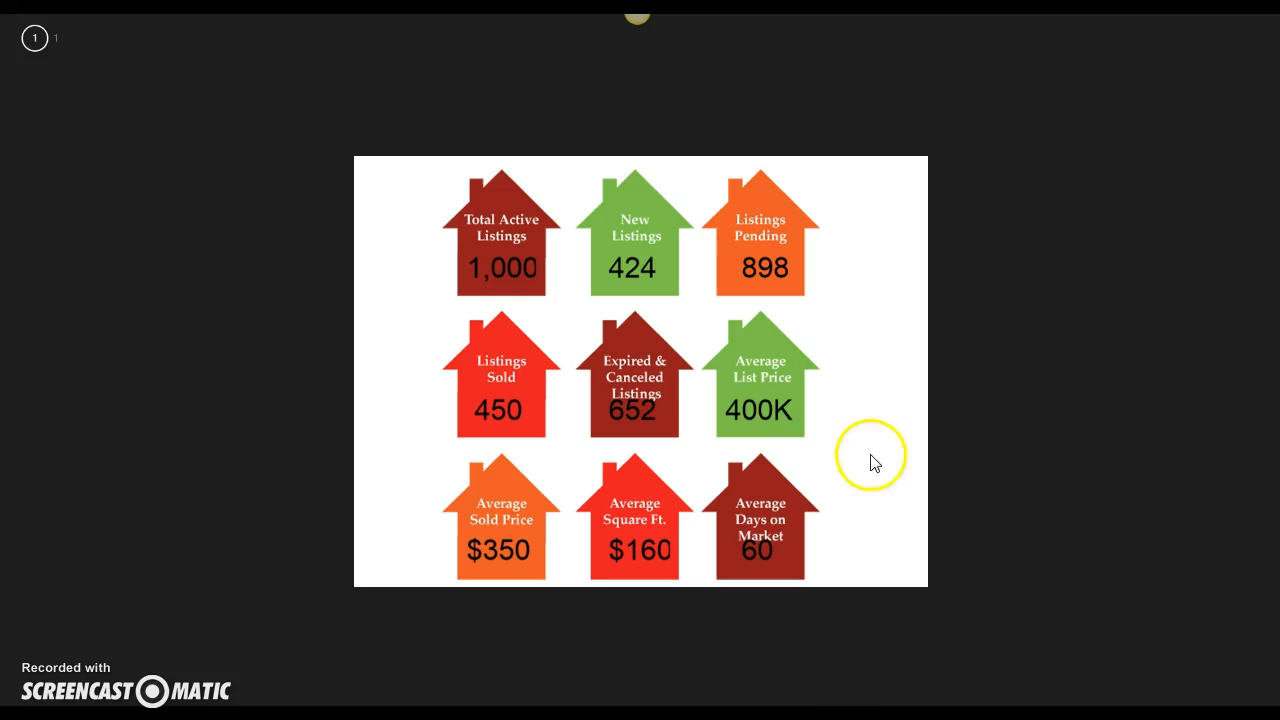 1 1
Total Active
Listings
1,000
New
Listings
424
Listings
Pending
898
Listings
Sold
450
Expired &
Canceled
Listings
652
Average
List Price
400K
Average
Sold Price
$350
Average
Square Ft.
$160
Average
Days on
Market
60
Recorded with
SCREENCAST MATIC